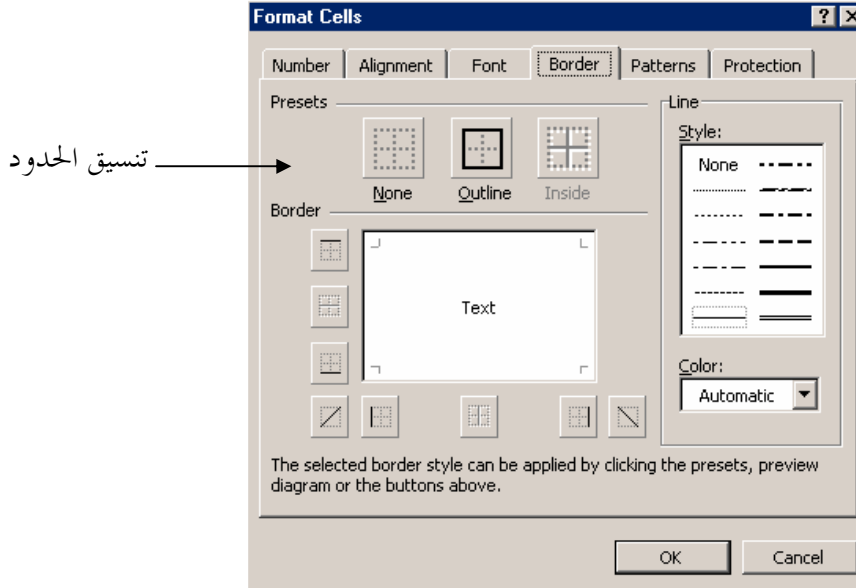 Format Cells
Number Alignment Font Border Patterns Protection
Presets
None Outline Inside
Border
Text
Line
Style:
None
Color:
Automatic
The selected border style can be applied by clicking the presets, preview
diagram or the buttons above.
OK Cancel
تنسيق الحدود